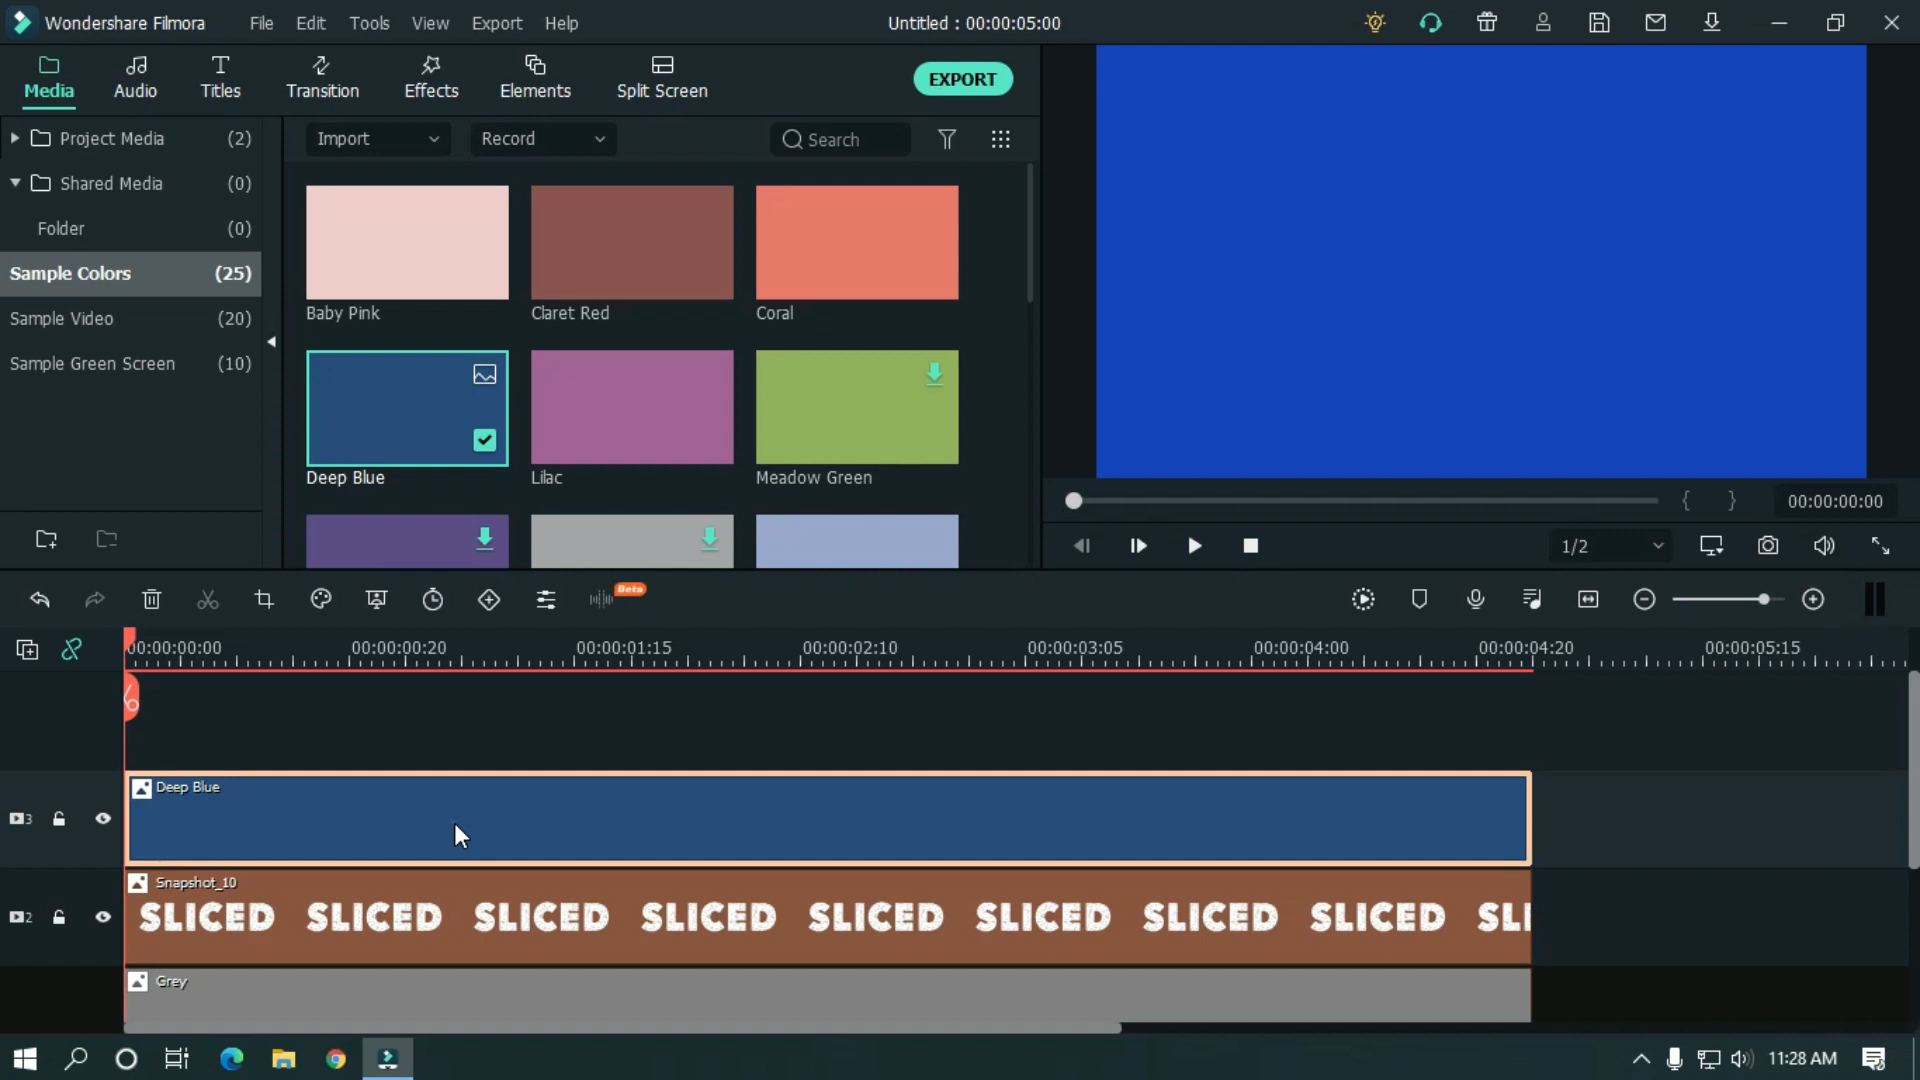 Wondershare Filmora
File
Edit
Tools
View
Export
Help
Untitled : 00:00:05:00
Media
Audio
Titles
Transition
Effects
Elements
Split Screen
EXPORT
Project Media (2)
Shared Media (0)
Folder (0)
Sample Colors (25)
Sample Video (20)
Sample Green Screen (10)
Import
Record
Search
Baby Pink
Claret Red
Coral
Deep Blue
Lilac
Meadow Green
00:00:00:00
1/2
Beta
00:00:00:00
00:00:00:20
00:00:01:15
00:00:02:10
00:00:03:05
00:00:04:00
00:00:04:20
00:00:05:15
3
Deep Blue
2
Snapshot_10
SLICED SLICED SLICED SLICED SLICED SLICED SLICED SLICED SLI
Grey
11:28 AM